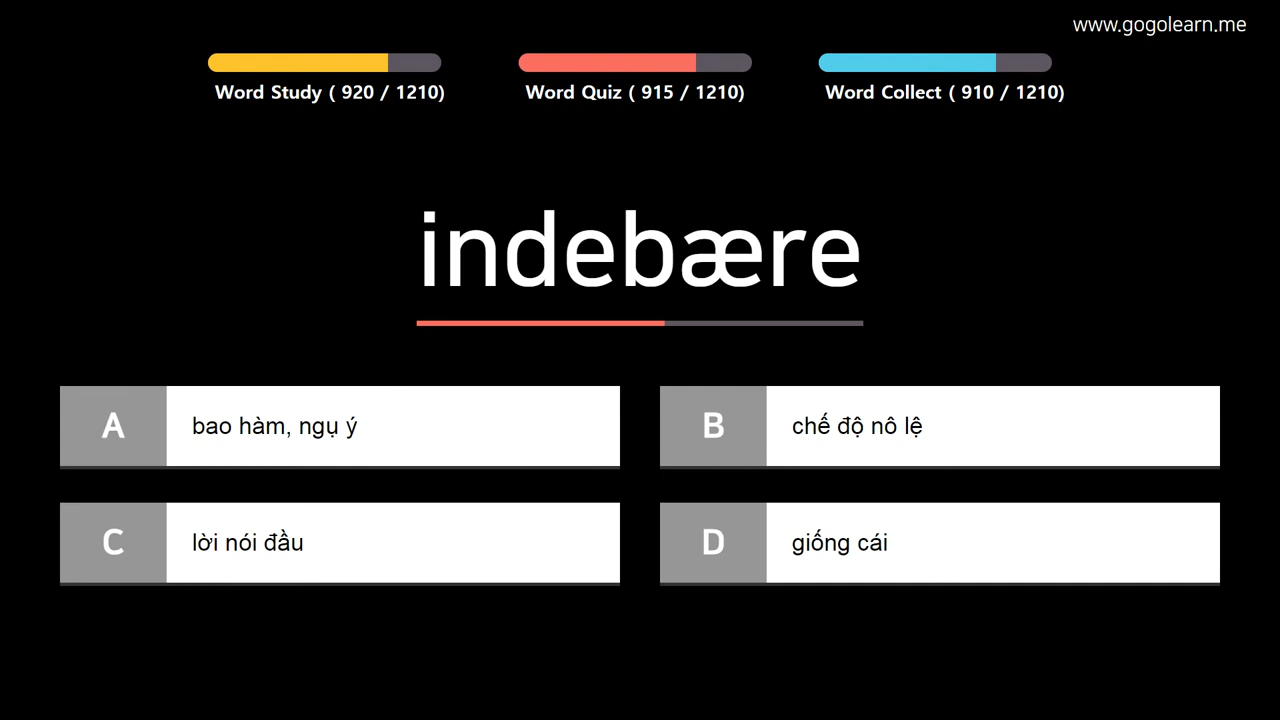 www.gogolearn.me
Word Study ( 920 / 1210)
Word Quiz ( 915 / 1210)
Word Collect ( 910 / 1210)
indebære
A
bao hàm, ngụ ý
B
chế độ nô lệ
C
lời nói đầu
D
giống cái